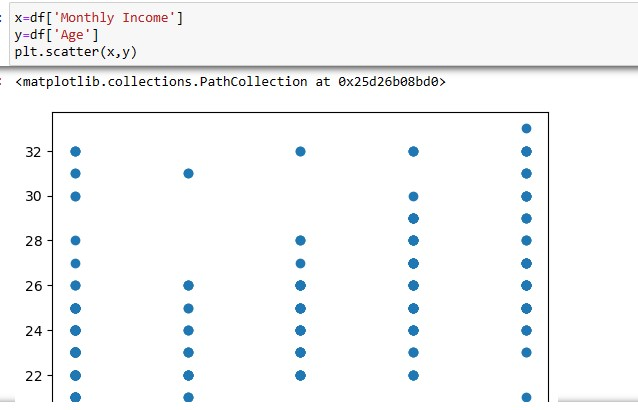 x=df['Monthly Income']
y=df['Age']
plt.scatter(x,y)
<matplotlib.collections.PathCollection at 0x25d26b08bd0>
32
30
28
26
24
22